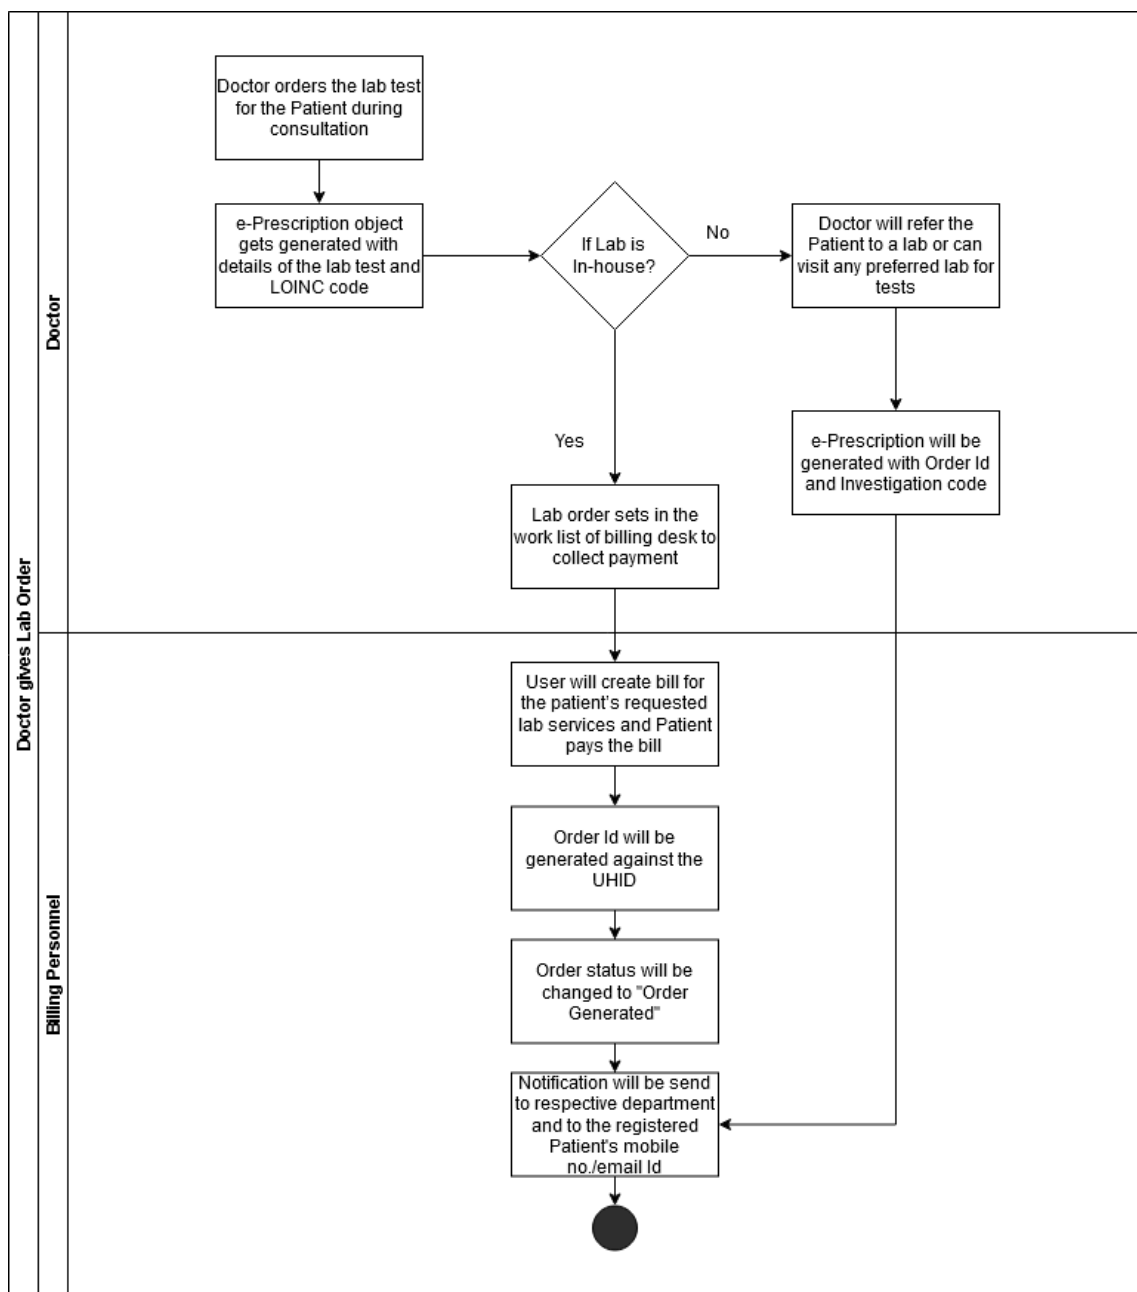 Doctor gives Lab Order
Doctor
Doctor orders the lab test
for the Patient during
consultation
e-Prescription object
gets generated with
details of the lab test and
LOINC code
If Lab is
In-house?
No
Doctor will refer the
Patient to a lab or can
visit any preferred lab for
tests
Yes
e-Prescription will be
generated with Order Id
and Investigation code
Lab order sets in the
work list of billing desk to
collect payment
Billing Personnel
User will create bill for
the patient's requested
lab services and Patient
pays the bill
Order Id will be
generated against the
UHID
Order status will be
changed to "Order
Generated"
Notification will be send
to respective department
and to the registered
Patient's mobile
no./email Id